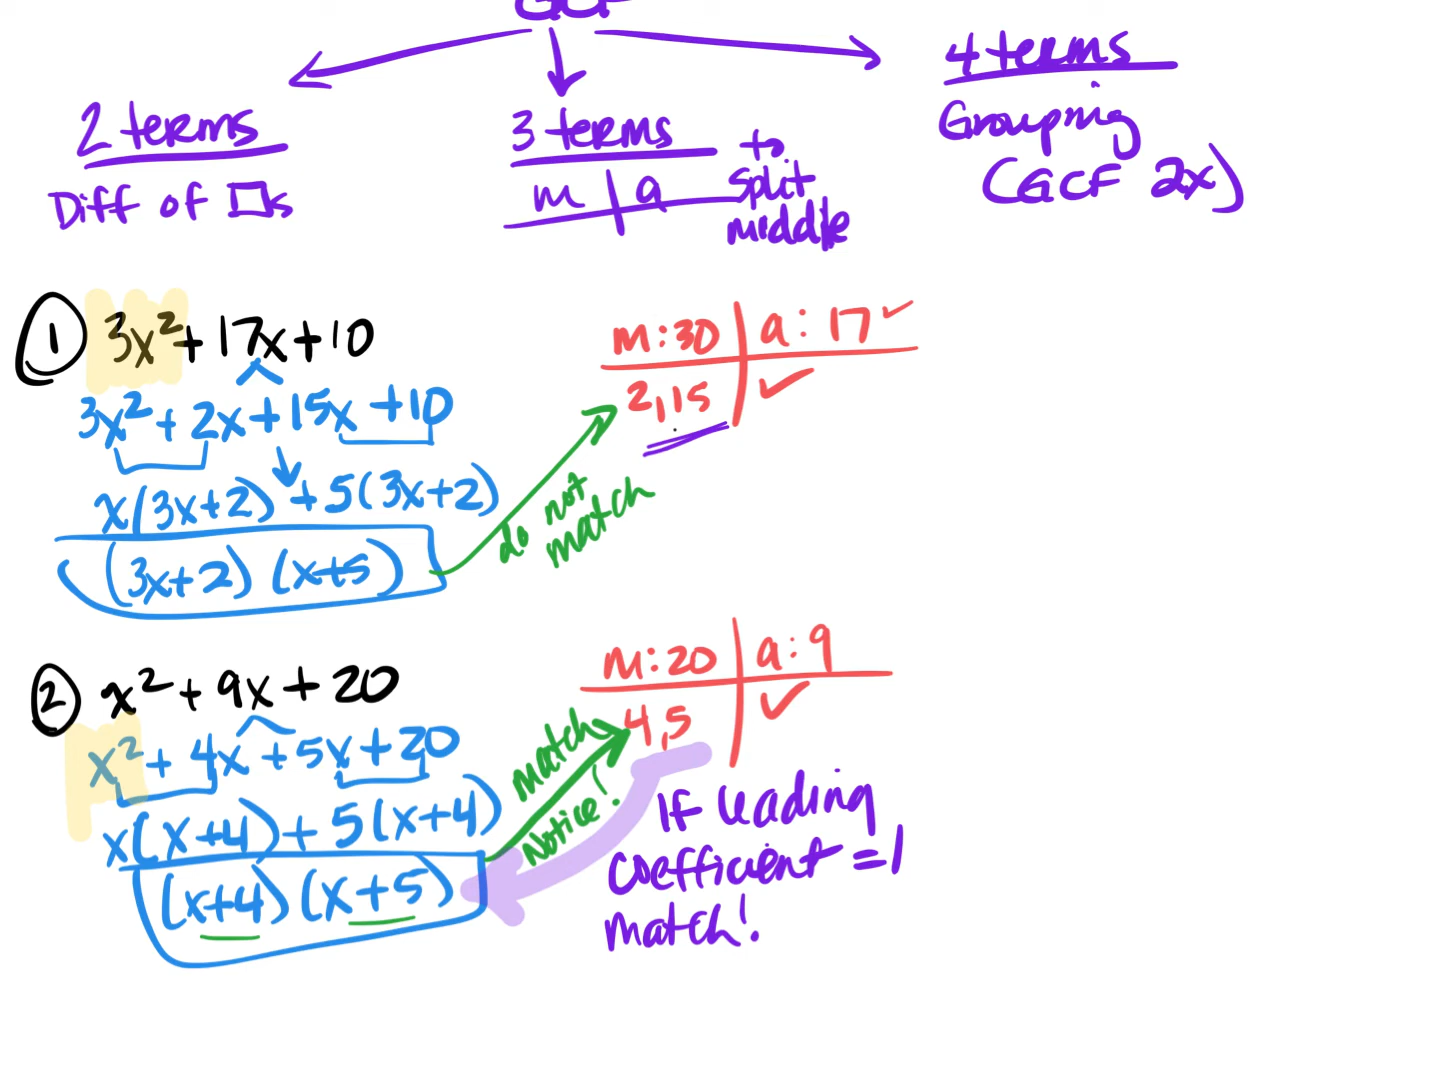 GCF
2 terms
Diff of □s
3 terms
m | a
to
split
middle
4 terms
Grouping
(GCF 2x)
① 3x² + 17x + 10
3x² + 2x + 15x + 10
x(3x+2) + 5(3x+2)
(3x+2) (x+5)
do not
match
m: 30 | a: 17 ✓
2, 15 | ✓
② x² + 9x + 20
x² + 4x + 5x + 20
x(x+4) + 5(x+4)
(x+4) (x+5)
match
Notice!
m: 20 | a: 9
4, 5 | ✓
If leading
coefficient = 1
match!